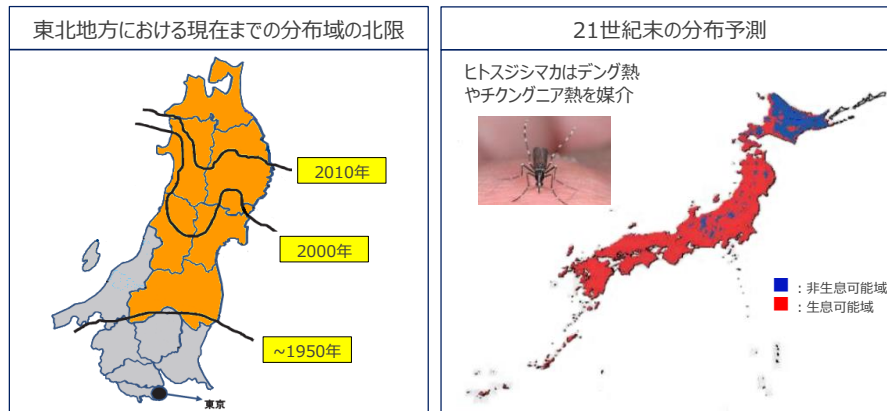 東北地方における現在までの分布域の北限
2010年
2000年
~1950年
東京
21世紀末の分布予測
ヒトスジシマカはデング熱
やチクングニア熱を媒介
：非生息可能域
：生息可能域